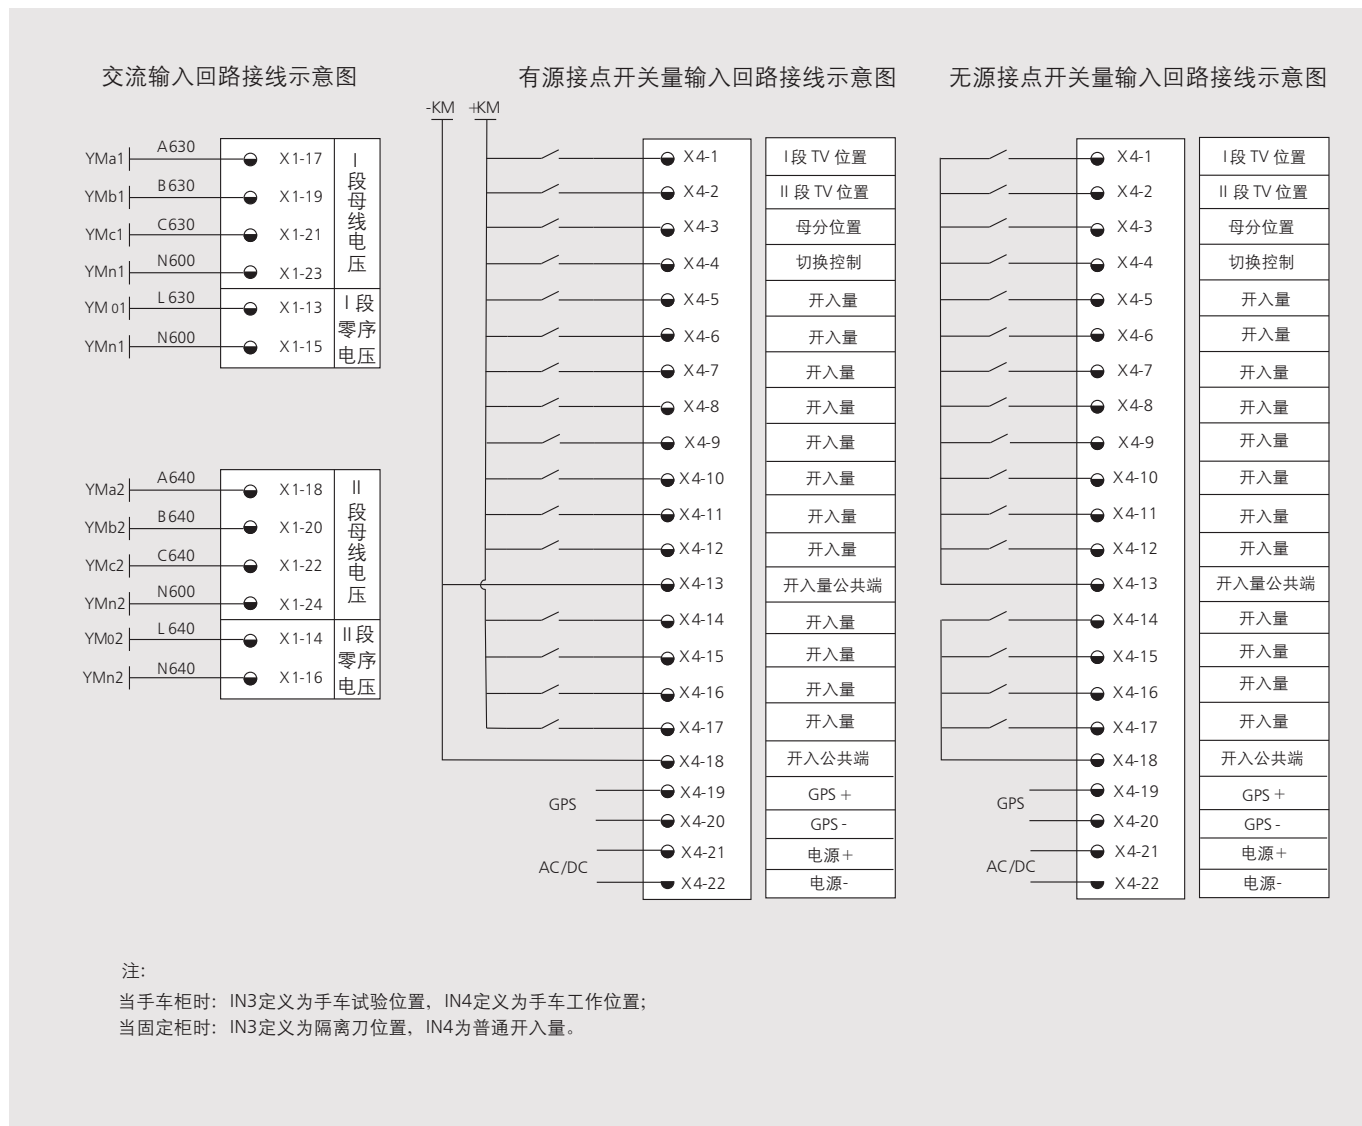 交流输入回路接线示意图
YMa1 A630 X1-17
YMb1 B630 X1-19
YMc1 C630 X1-21
YMn1 N600 X1-23
I段母线电压
YM01 L630 X1-13
YMn1 N600 X1-15
I段零序电压
YMa2 A640 X1-18
YMb2 B640 X1-20
YMc2 C640 X1-22
YMn2 N600 X1-24
II段母线电压
YM02 L640 X1-14
YMn2 N640 X1-16
II段零序电压
有源接点开关量输入回路接线示意图
-KM +KM
X4-1 I段 TV 位置
X4-2 II 段 TV 位置
X4-3 母分位置
X4-4 切换控制
X4-5 开入量
X4-6 开入量
X4-7 开入量
X4-8 开入量
X4-9 开入量
X4-10 开入量
X4-11 开入量
X4-12 开入量
X4-13 开入量公共端
X4-14 开入量
X4-15 开入量
X4-16 开入量
X4-17 开入量
X4-18 开入公共端
GPS
X4-19 GPS +
X4-20 GPS -
AC/DC
X4-21 电源+
X4-22 电源-
无源接点开关量输入回路接线示意图
X4-1 I段 TV 位置
X4-2 II 段 TV 位置
X4-3 母分位置
X4-4 切换控制
X4-5 开入量
X4-6 开入量
X4-7 开入量
X4-8 开入量
X4-9 开入量
X4-10 开入量
X4-11 开入量
X4-12 开入量
X4-13 开入量公共端
X4-14 开入量
X4-15 开入量
X4-16 开入量
X4-17 开入量
X4-18 开入公共端
GPS
X4-19 GPS +
X4-20 GPS -
AC/DC
X4-21 电源+
X4-22 电源-
注:
当手车柜时：IN3定义为手车试验位置，IN4定义为手车工作位置;
当固定柜时：IN3定义为隔离刀位置，IN4为普通开入量。